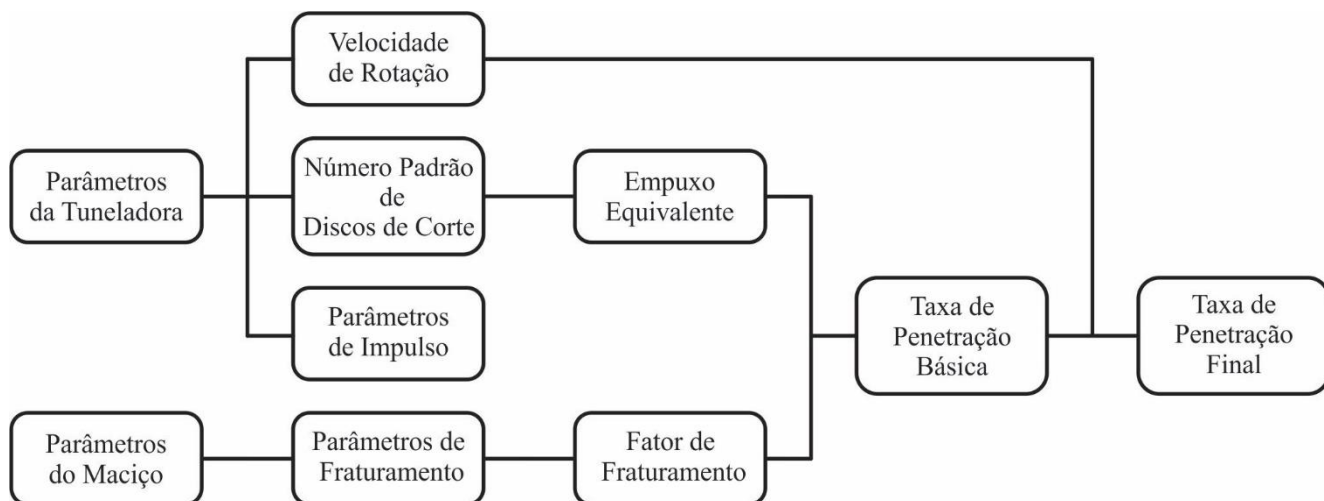 Velocidade
de Rotação
Parâmetros
da Tuneladora
Número Padrão
de
Discos de Corte
Empuxo
Equivalente
Parâmetros
de Impulso
Taxa de
Penetração
Básica
Taxa de
Penetração
Final
Parâmetros
do Maciço
Parâmetros de
Fraturamento
Fator de
Fraturamento